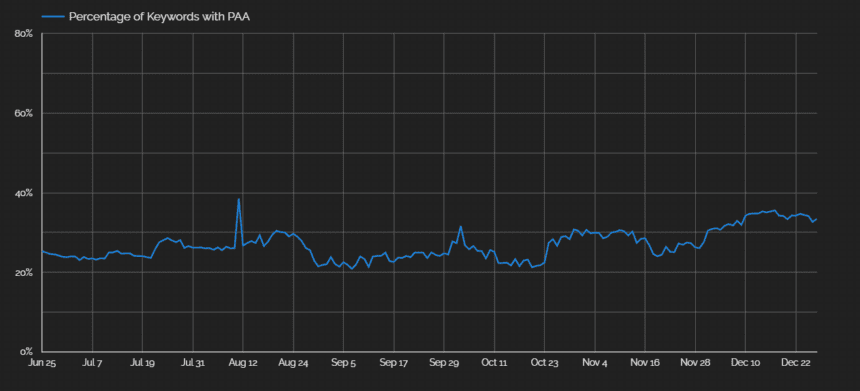 Percentage of Keywords with PAA
80%
60%
40%
20%
0%
Jun 25 Jul 7 Jul 19 Jul 31 Aug 12 Aug 24 Sep 5 Sep 17 Sep 29 Oct 11 Oct 23 Nov 4 Nov 16 Nov 28 Dec 10 Dec 22